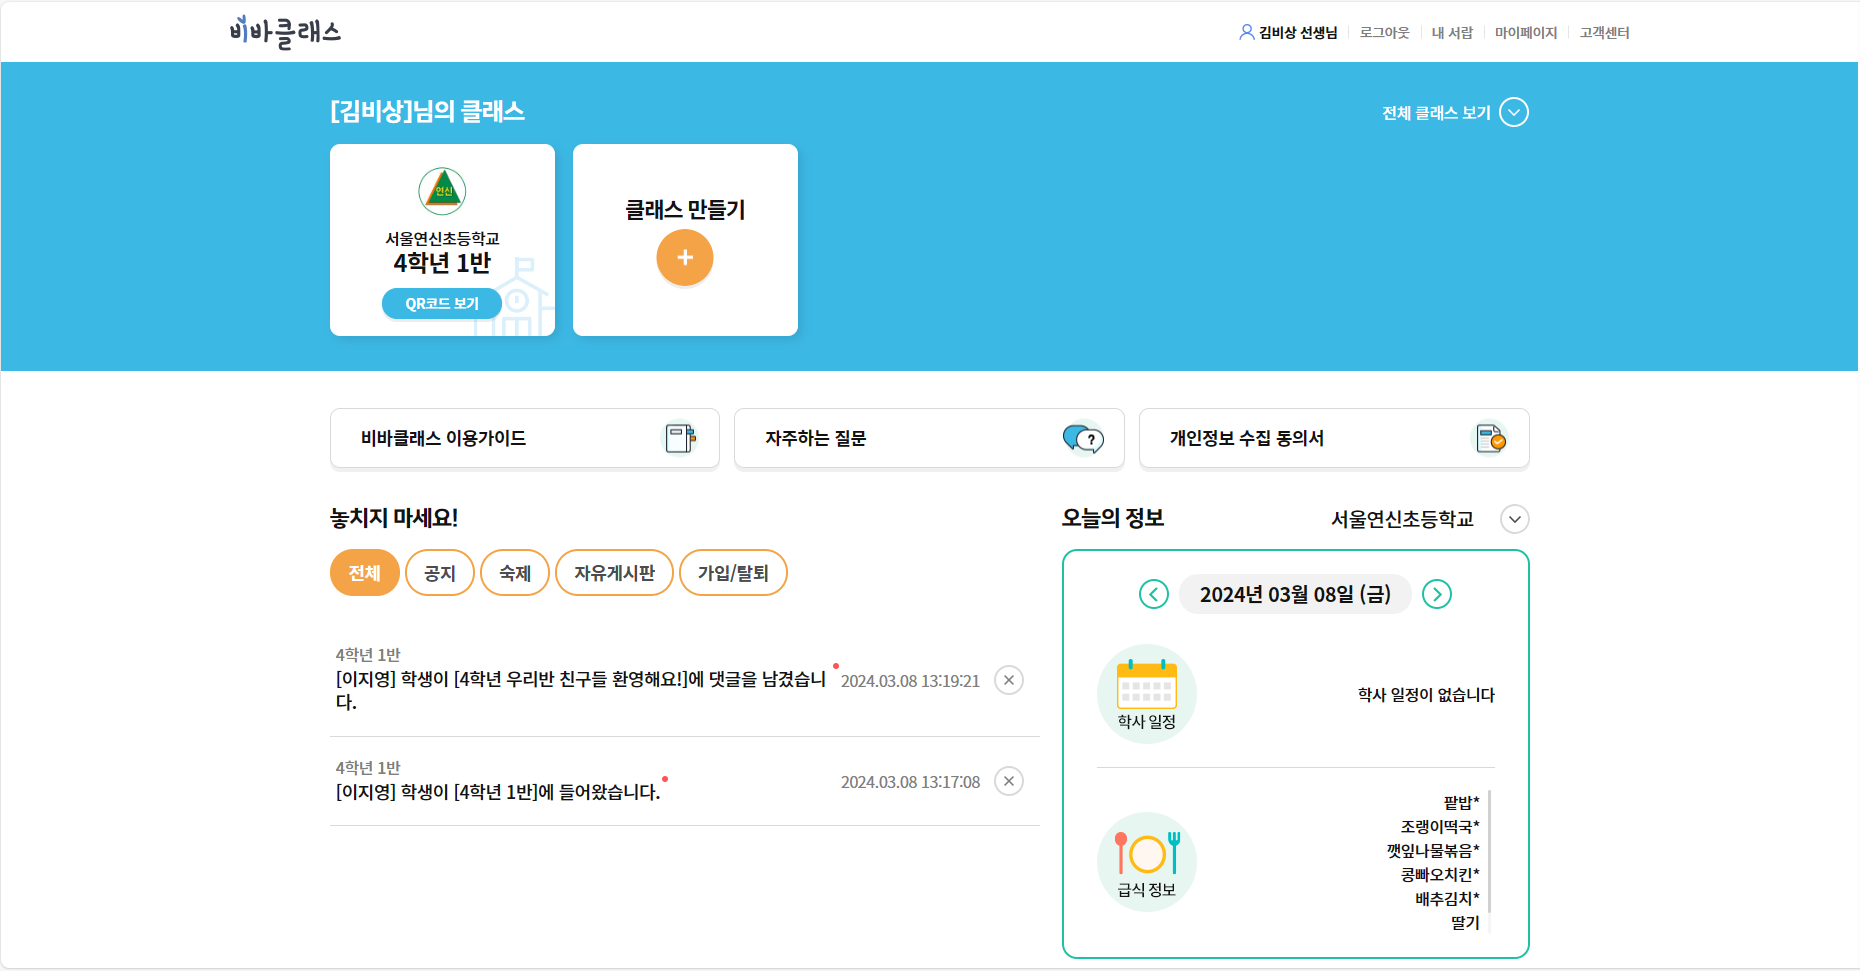 비바클래스
김비상 선생님
로그아웃
내 서랍
마이페이지
고객센터
[김비상]님의 클래스
전체 클래스 보기
연신
서울연신초등학교
4학년 1반
QR코드 보기
클래스 만들기
비바클래스 이용가이드
자주하는 질문
?
개인정보 수집 동의서
놓치지 마세요!
전체
공지
숙제
자유게시판
가입/탈퇴
4학년 1반
[이지영] 학생이 [4학년 우리반 친구들 환영해요!]에 댓글을 남겼습니
다.
2024.03.08 13:19:21
4학년 1반
[이지영] 학생이 [4학년 1반]에 들어왔습니다.
2024.03.08 13:17:08
오늘의 정보
서울연신초등학교
2024년 03월 08일 (금)
학사 일정
학사 일정이 없습니다
급식 정보
팥밥*
조랭이떡국*
깻잎나물볶음*
콩빠오치킨*
배추김치*
딸기